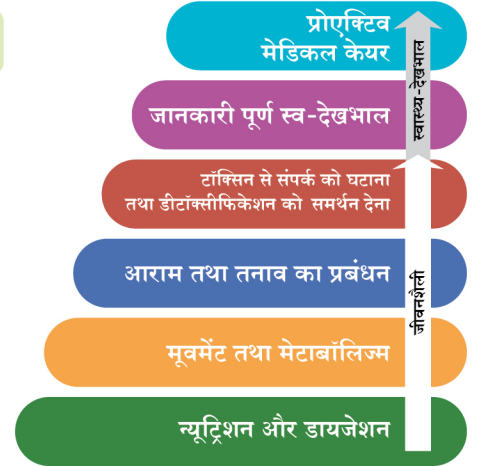 प्रोएक्टिव
मेडिकल केयर
जानकारी पूर्ण स्व-देखभाल
टॉक्सिन से संपर्क को घटाना
तथा डीटॉक्सीफिकेशन को समर्थन देना
आराम तथा तनाव का प्रबंधन
मूवमेंट तथा मेटाबॉलिज्म
न्यूट्रिशन और डायजेशन
स्वास्थ्य-देखभाल
जीवनशैली